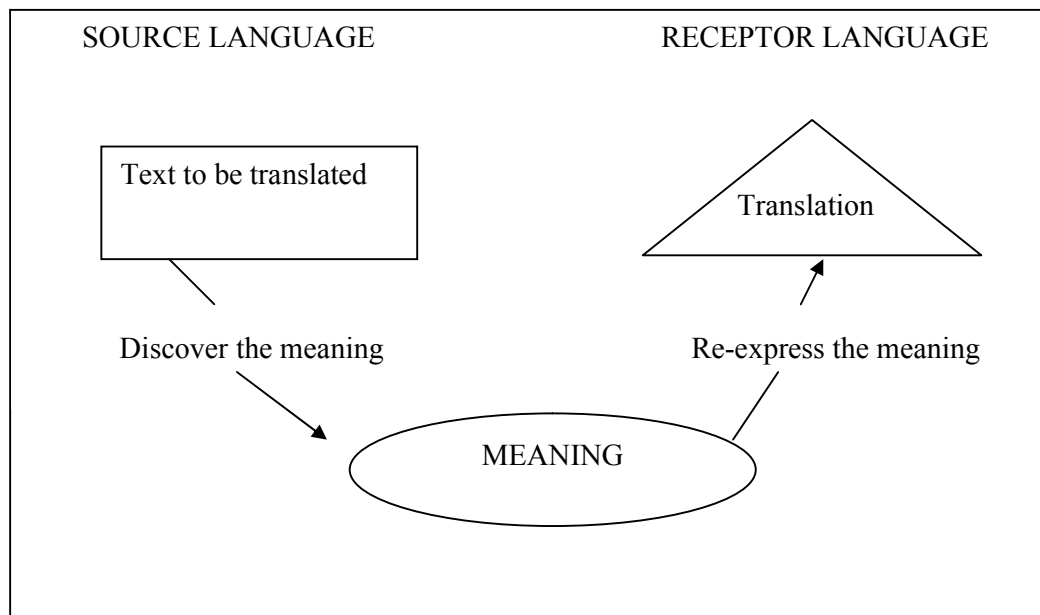 SOURCE LANGUAGE
RECEPTOR LANGUAGE
Text to be translated
Translation
Discover the meaning
Re-express the meaning
MEANING